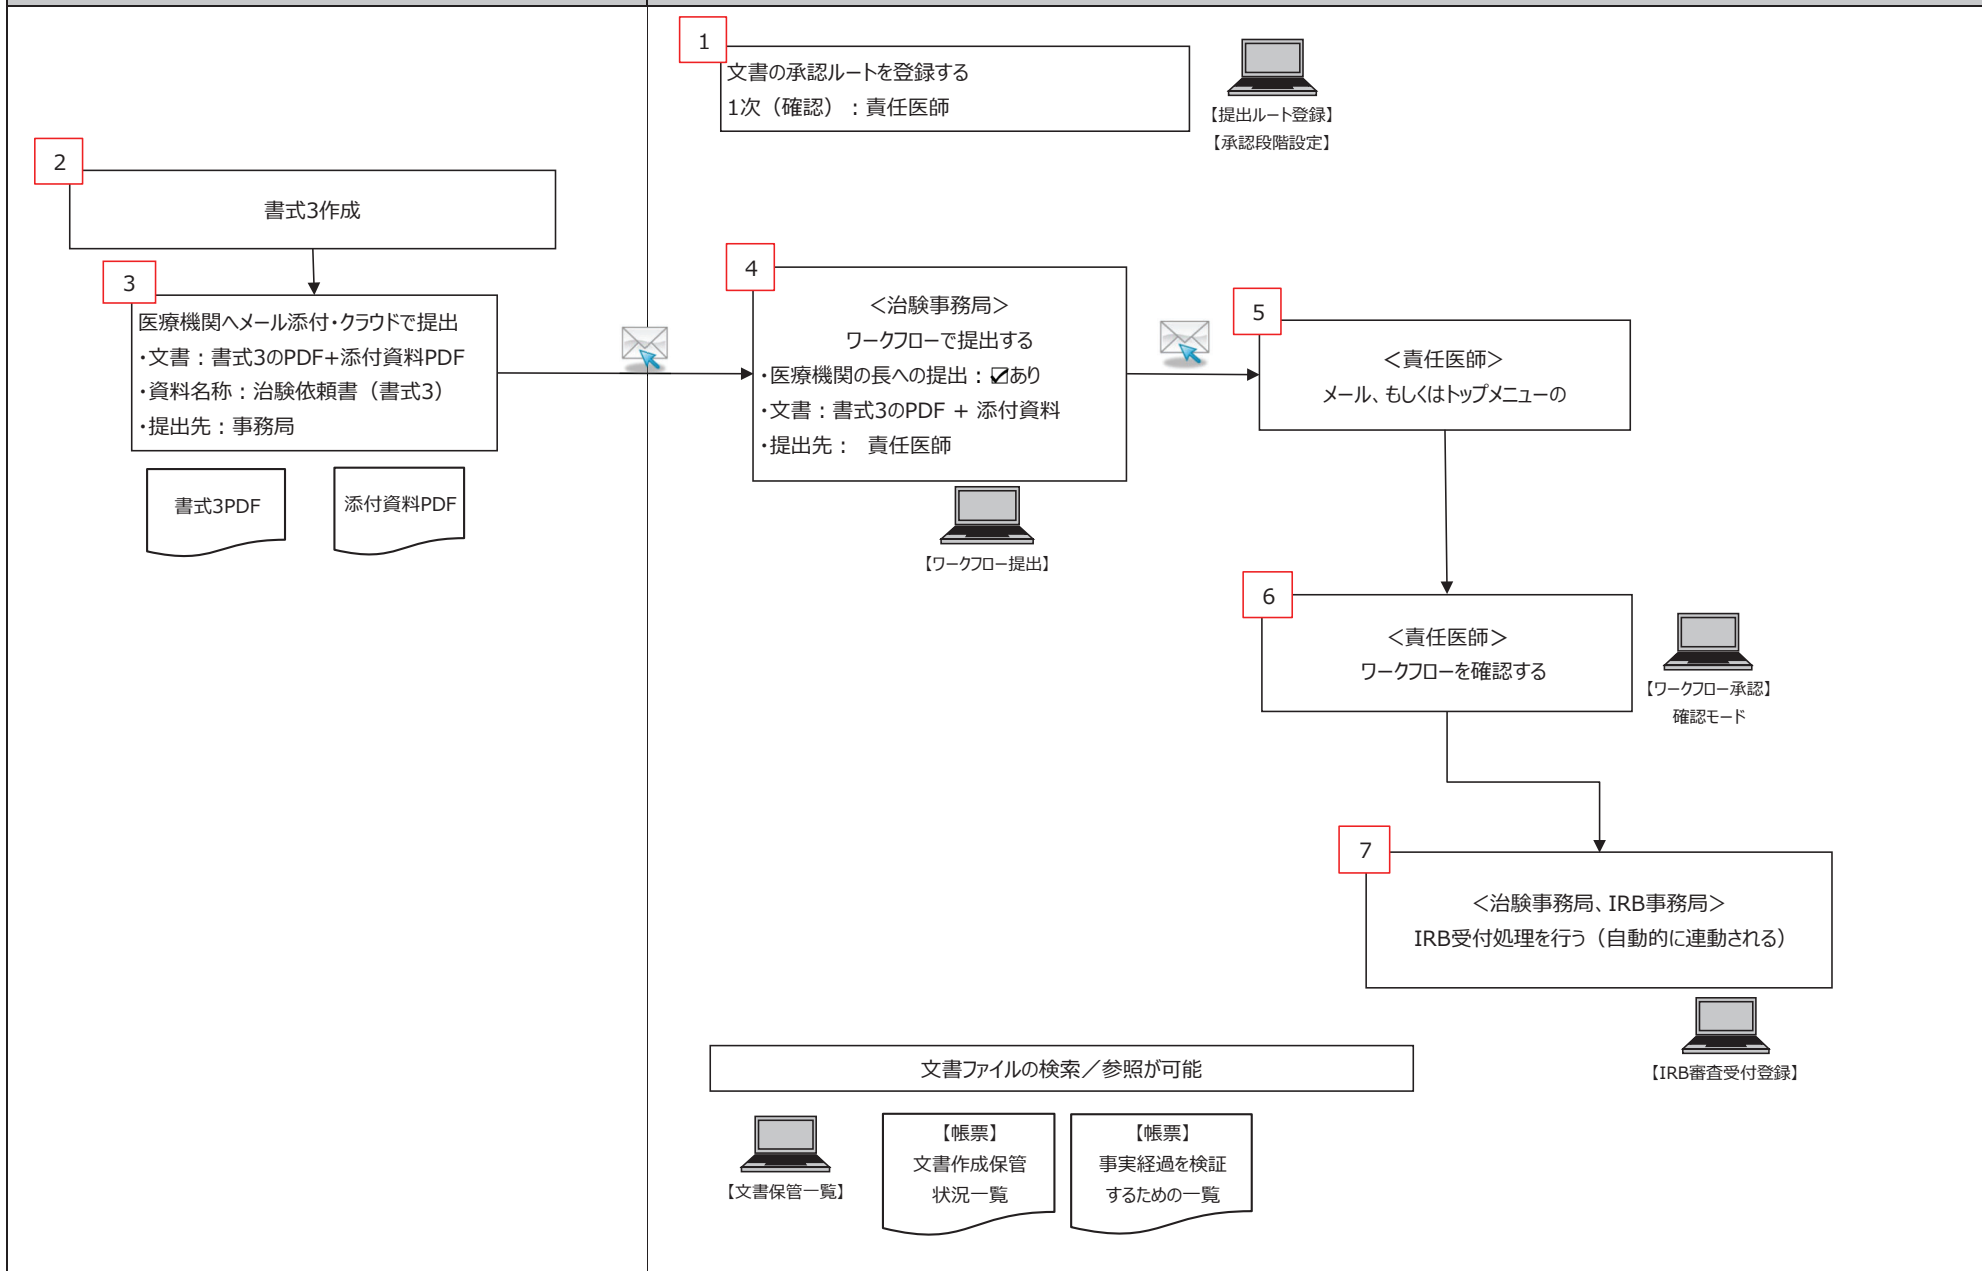 1
文書の承認ルートを登録する
1次（確認）：責任医師
【提出ルート登録】
【承認段階設定】
2
書式3作成
3
医療機関へメール添付・クラウドで提出
・文書：書式3のPDF+添付資料PDF
・資料名称：治験依頼書（書式3）
・提出先：事務局
書式3PDF
添付資料PDF
4
＜治験事務局＞
ワークフローで提出する
・医療機関の長への提出：☑あり
・文書：書式3のPDF + 添付資料
・提出先： 責任医師
【ワークフロー提出】
5
＜責任医師＞
メール、もしくはトップメニューの
6
＜責任医師＞
ワークフローを確認する
【ワークフロー承認】
確認モード
7
＜治験事務局、IRB事務局＞
IRB受付処理を行う（自動的に連動される）
【IRB審査受付登録】
文書ファイルの検索／参照が可能
【文書保管一覧】
【帳票】
文書作成保管
状況一覧
【帳票】
事実経過を検証
するための一覧